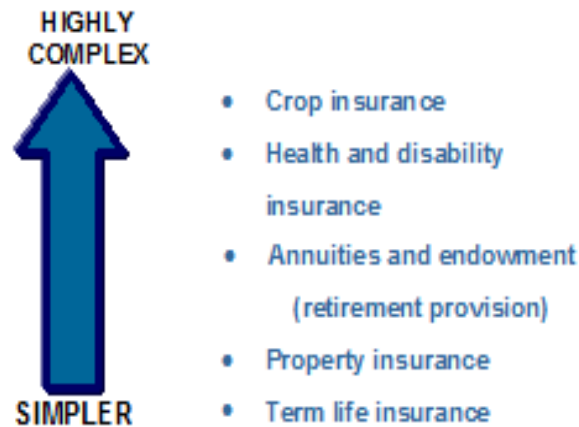 HIGHLY
COMPLEX
• Crop insurance
• Health and disability
insurance
• Annuities and endowment
(retirement provision)
• Property insurance
SIMPLER
• Term life insurance